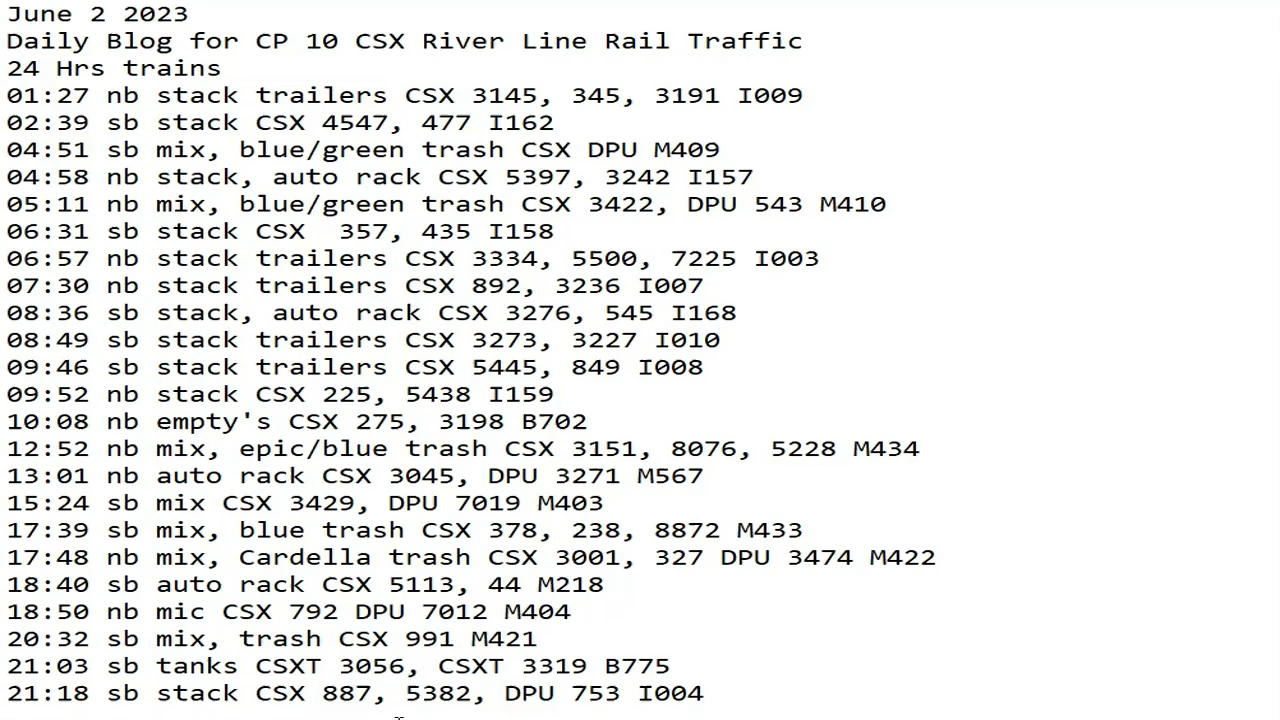 June 2 2023
Daily Blog for CP 10 CSX River Line Rail Traffic
24 Hrs trains
01:27 nb stack trailers CSX 3145, 345, 3191 I009
02:39 sb stack CSX 4547, 477 I162
04:51 sb mix, blue/green trash CSX DPU M409
04:58 nb stack, auto rack CSX 5397, 3242 I157
05:11 nb mix, blue/green trash CSX 3422, DPU 543 M410
06:31 sb stack CSX  357, 435 I158
06:57 nb stack trailers CSX 3334, 5500, 7225 I003
07:30 nb stack trailers CSX 892, 3236 I007
08:36 sb stack, auto rack CSX 3276, 545 I168
08:49 sb stack trailers CSX 3273, 3227 I010
09:46 sb stack trailers CSX 5445, 849 I008
09:52 nb stack CSX 225, 5438 I159
10:08 nb empty's CSX 275, 3198 B702
12:52 nb mix, epic/blue trash CSX 3151, 8076, 5228 M434
13:01 nb auto rack CSX 3045, DPU 3271 M567
15:24 sb mix CSX 3429, DPU 7019 M403
17:39 sb mix, blue trash CSX 378, 238, 8872 M433
17:48 nb mix, Cardella trash CSX 3001, 327 DPU 3474 M422
18:40 sb auto rack CSX 5113, 44 M218
18:50 nb mic CSX 792 DPU 7012 M404
20:32 sb mix, trash CSX 991 M421
21:03 sb tanks CSXT 3056, CSXT 3319 B775
21:18 sb stack CSX 887, 5382, DPU 753 I004